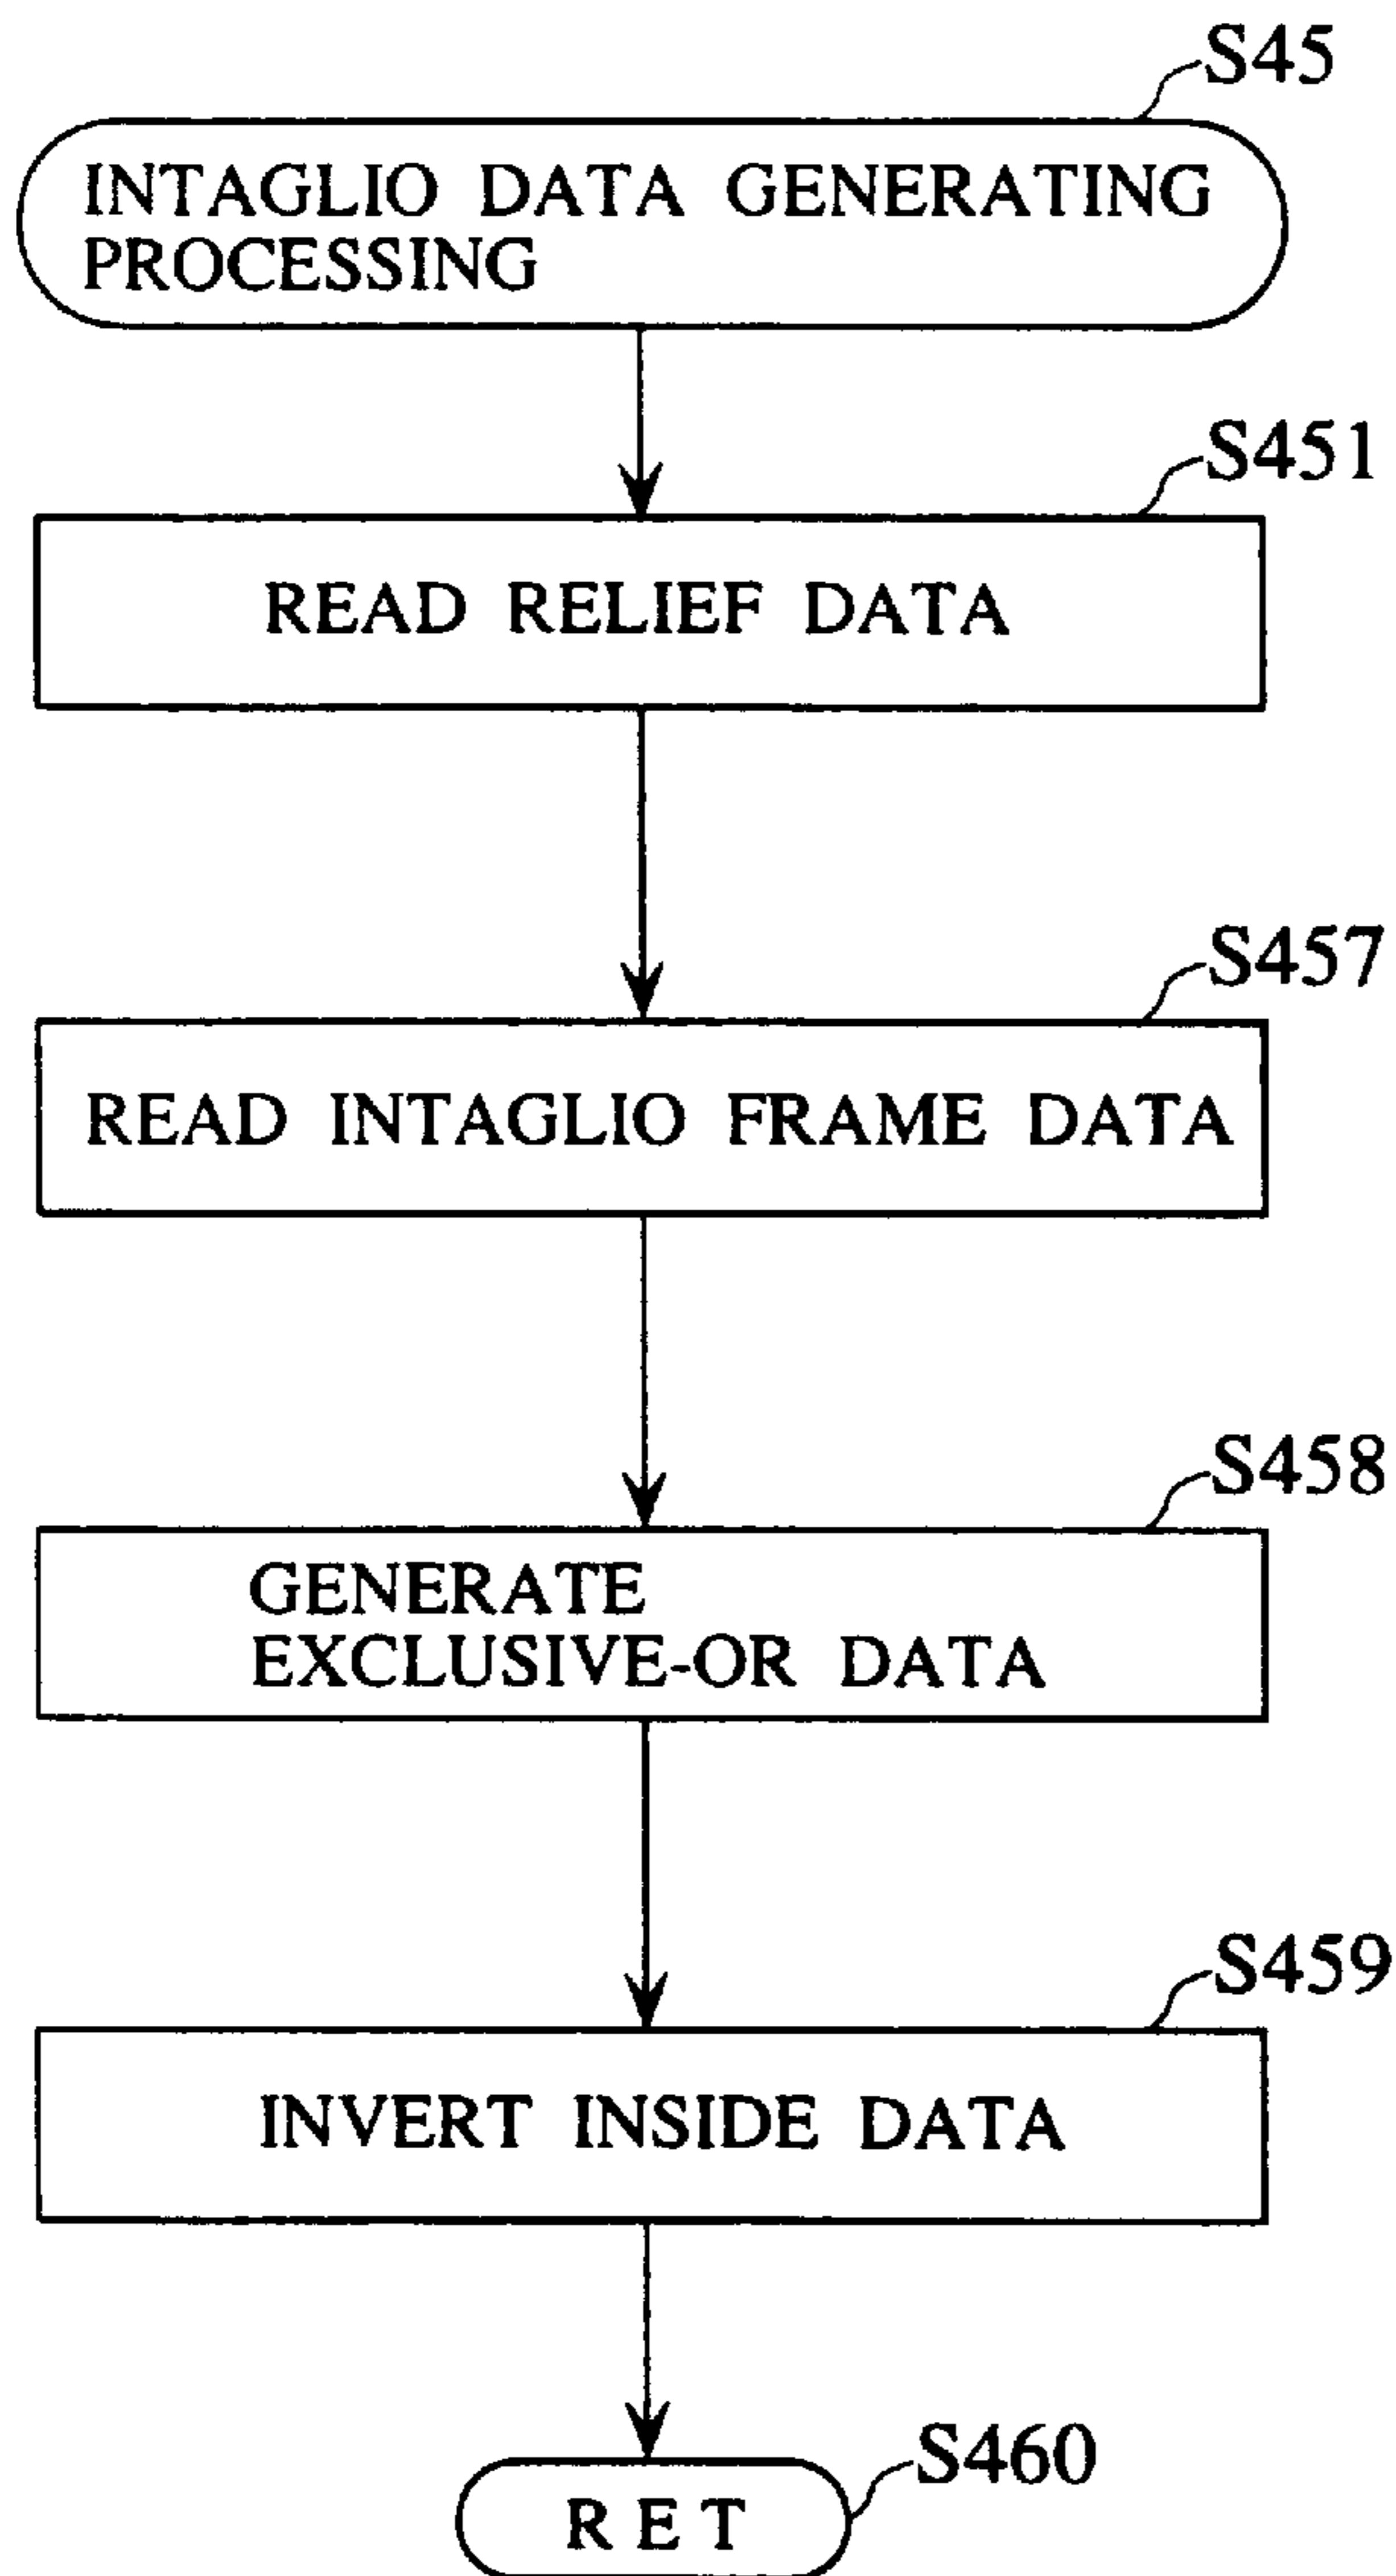 S45
INTAGLIO DATA GENERATING
PROCESSING
S451
READ RELIEF DATA
S457
READ INTAGLIO FRAME DATA
S458
GENERATE
EXCLUSIVE-OR DATA
S459
INVERT INSIDE DATA
S460
RET